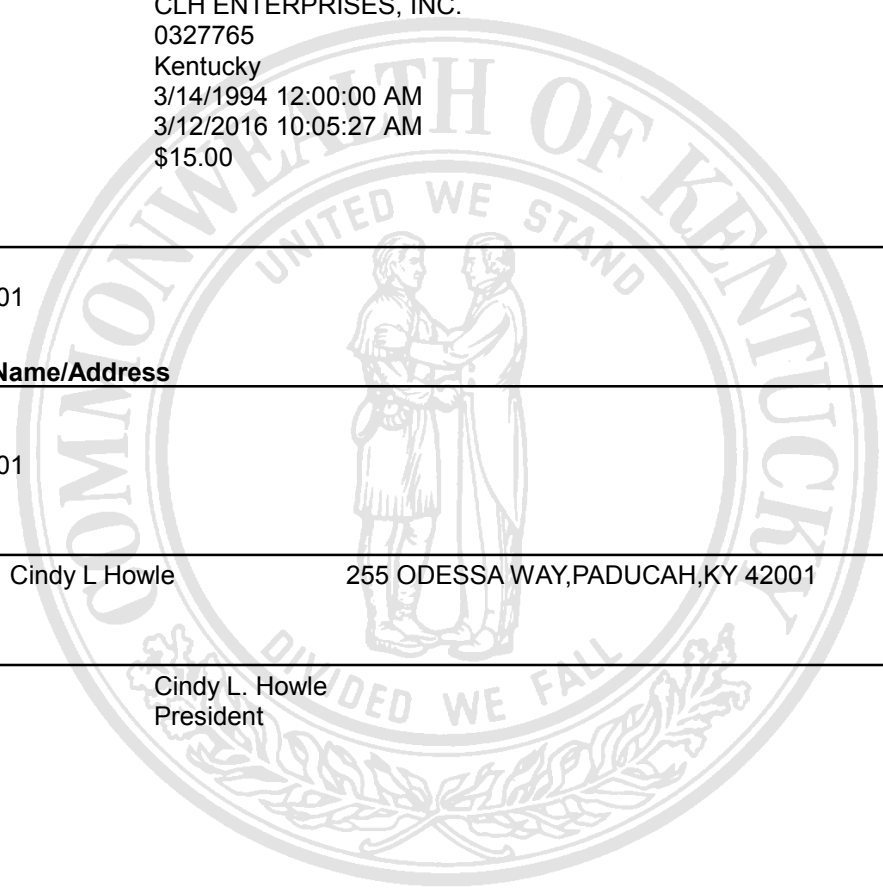 CLH ENTERPRISES, INC.
0327765
Kentucky
3/14/1994 12:00:00 AM
3/12/2016 10:05:27 AM
$15.00
COMMONWEALTH OF KENTUCKY
UNITED WE STAND
01
Name/Address
01
Cindy L Howle 255 ODESSA WAY,PADUCAH,KY 42001
DIVIDED WE FALL
Cindy L. Howle
President